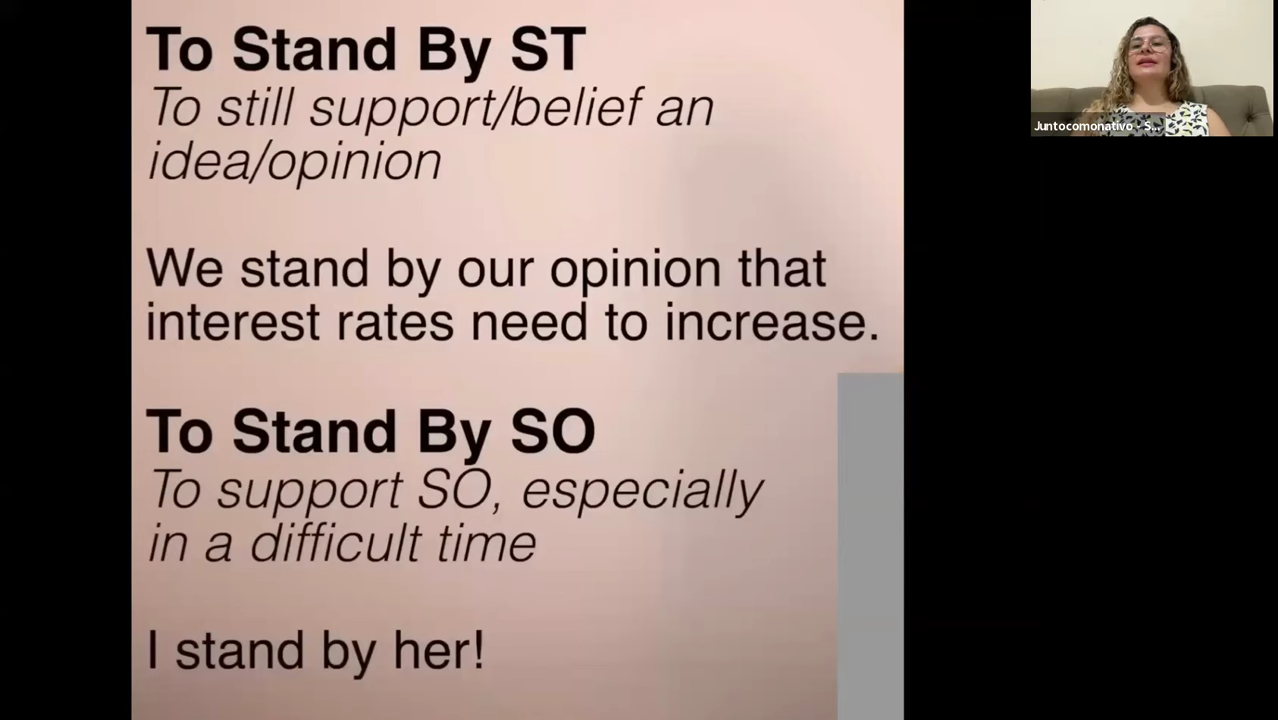 To Stand By ST
To still support/belief an
idea/opinion
We stand by our opinion that
interest rates need to increase.
To Stand By SO
To support SO, especially
in a difficult time
I stand by her!
Juntocomonativo - S...